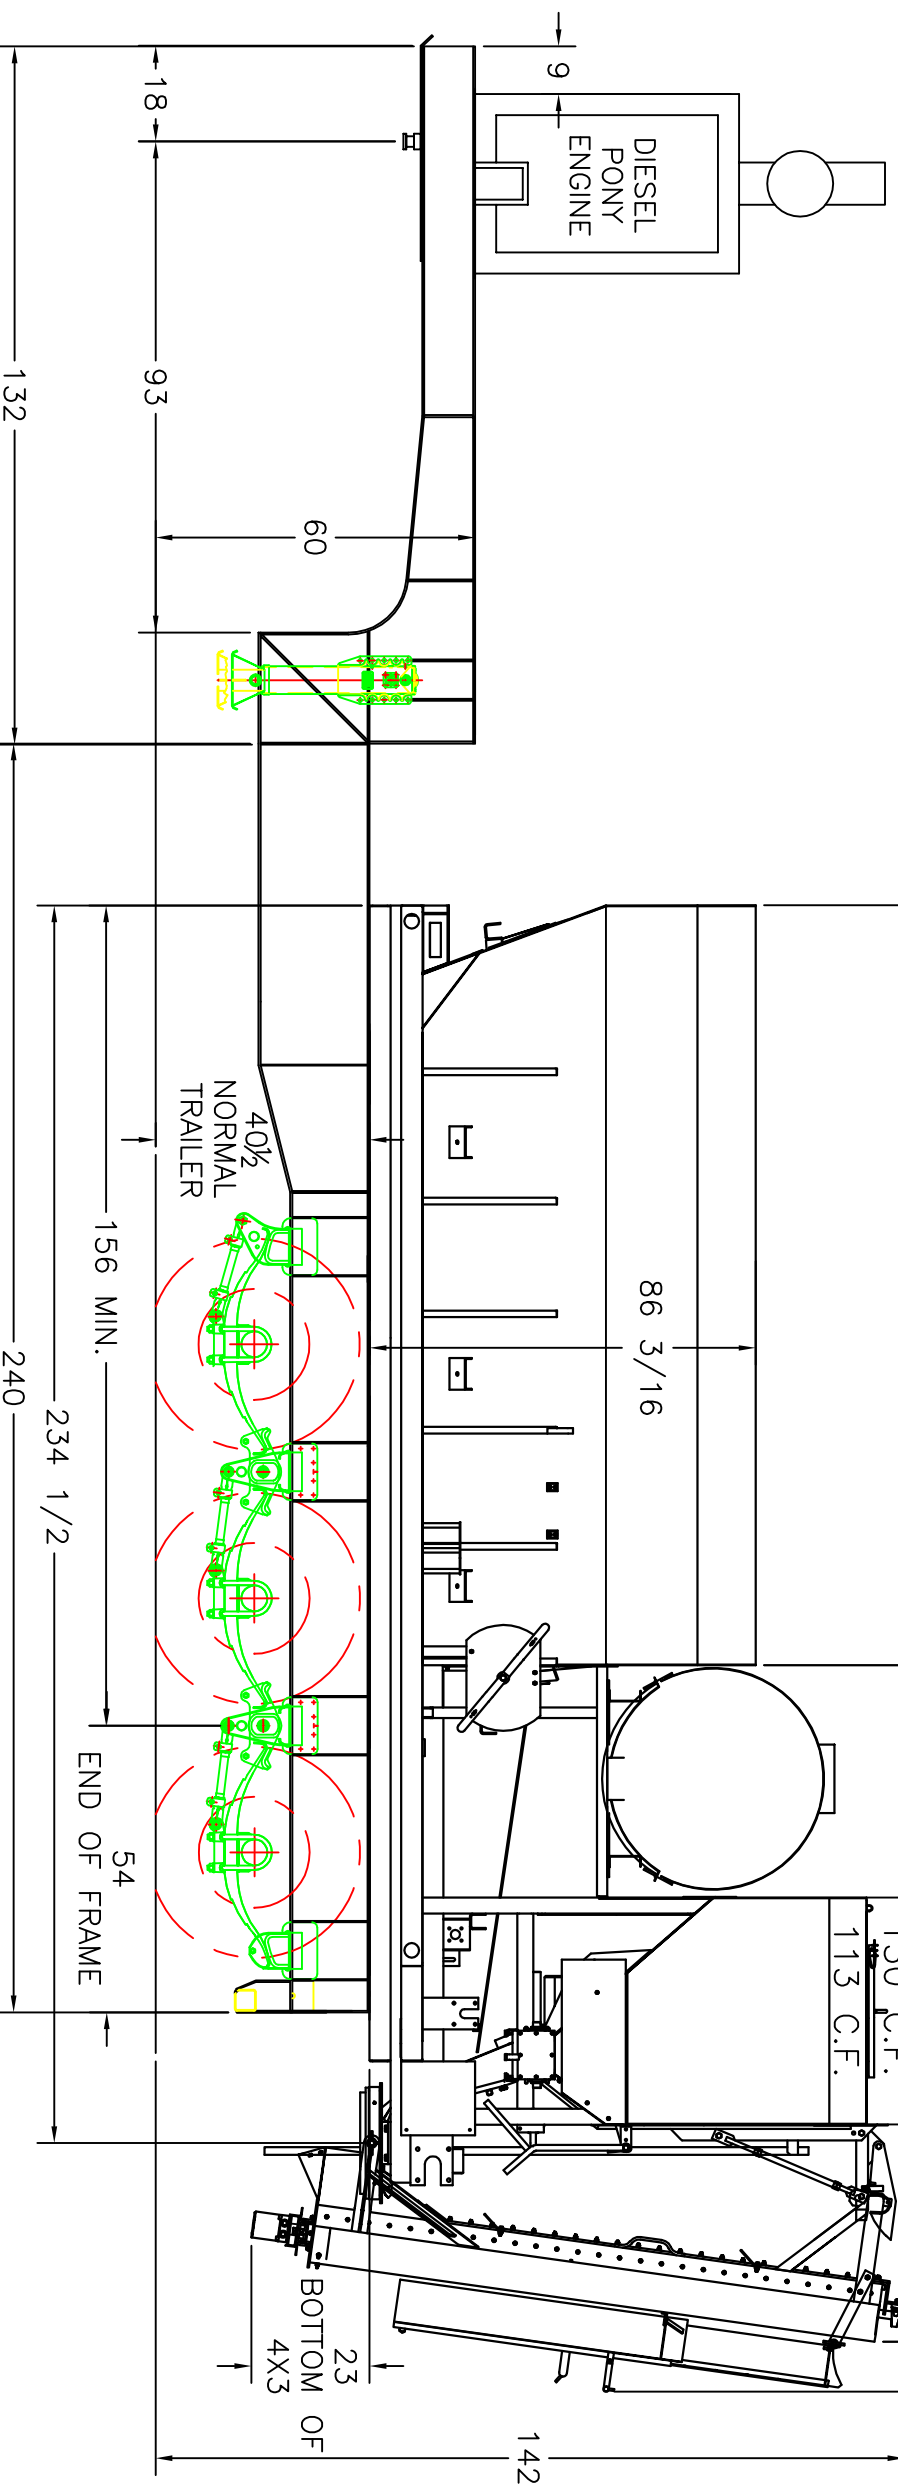 9
DIESEL
PONY
ENGINE
18
93
132
60
40½
NORMAL
TRAILER
156 MIN.
234 1/2
240
86 3/16
54
END OF FRAME
113 C.F.
23
BOTTOM OF
4X3
142